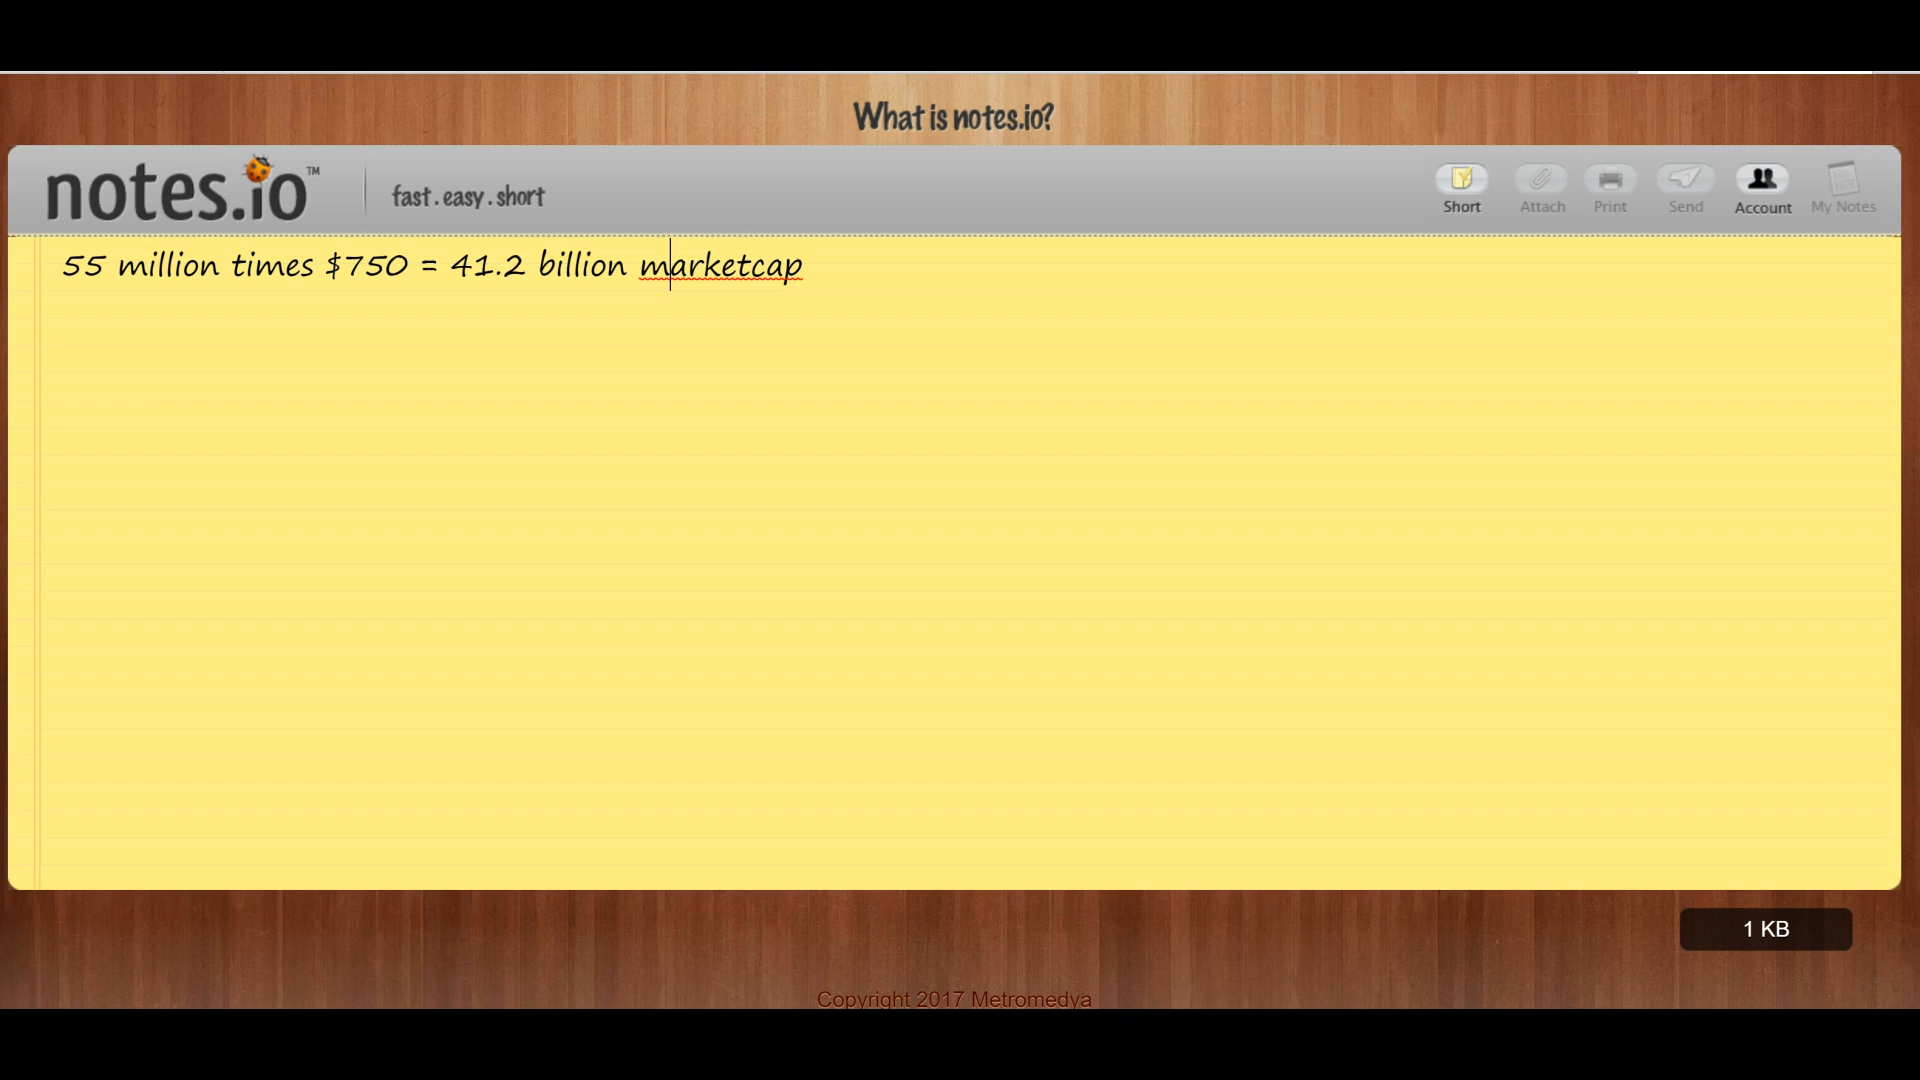 What is notes.io?
notes.io™
fast.easy.short
Short
Attach
Print
Send
Account
My Notes
55 million times $750 = 41.2 billion marketcap
1 KB
Copyright 2017 Metromedya